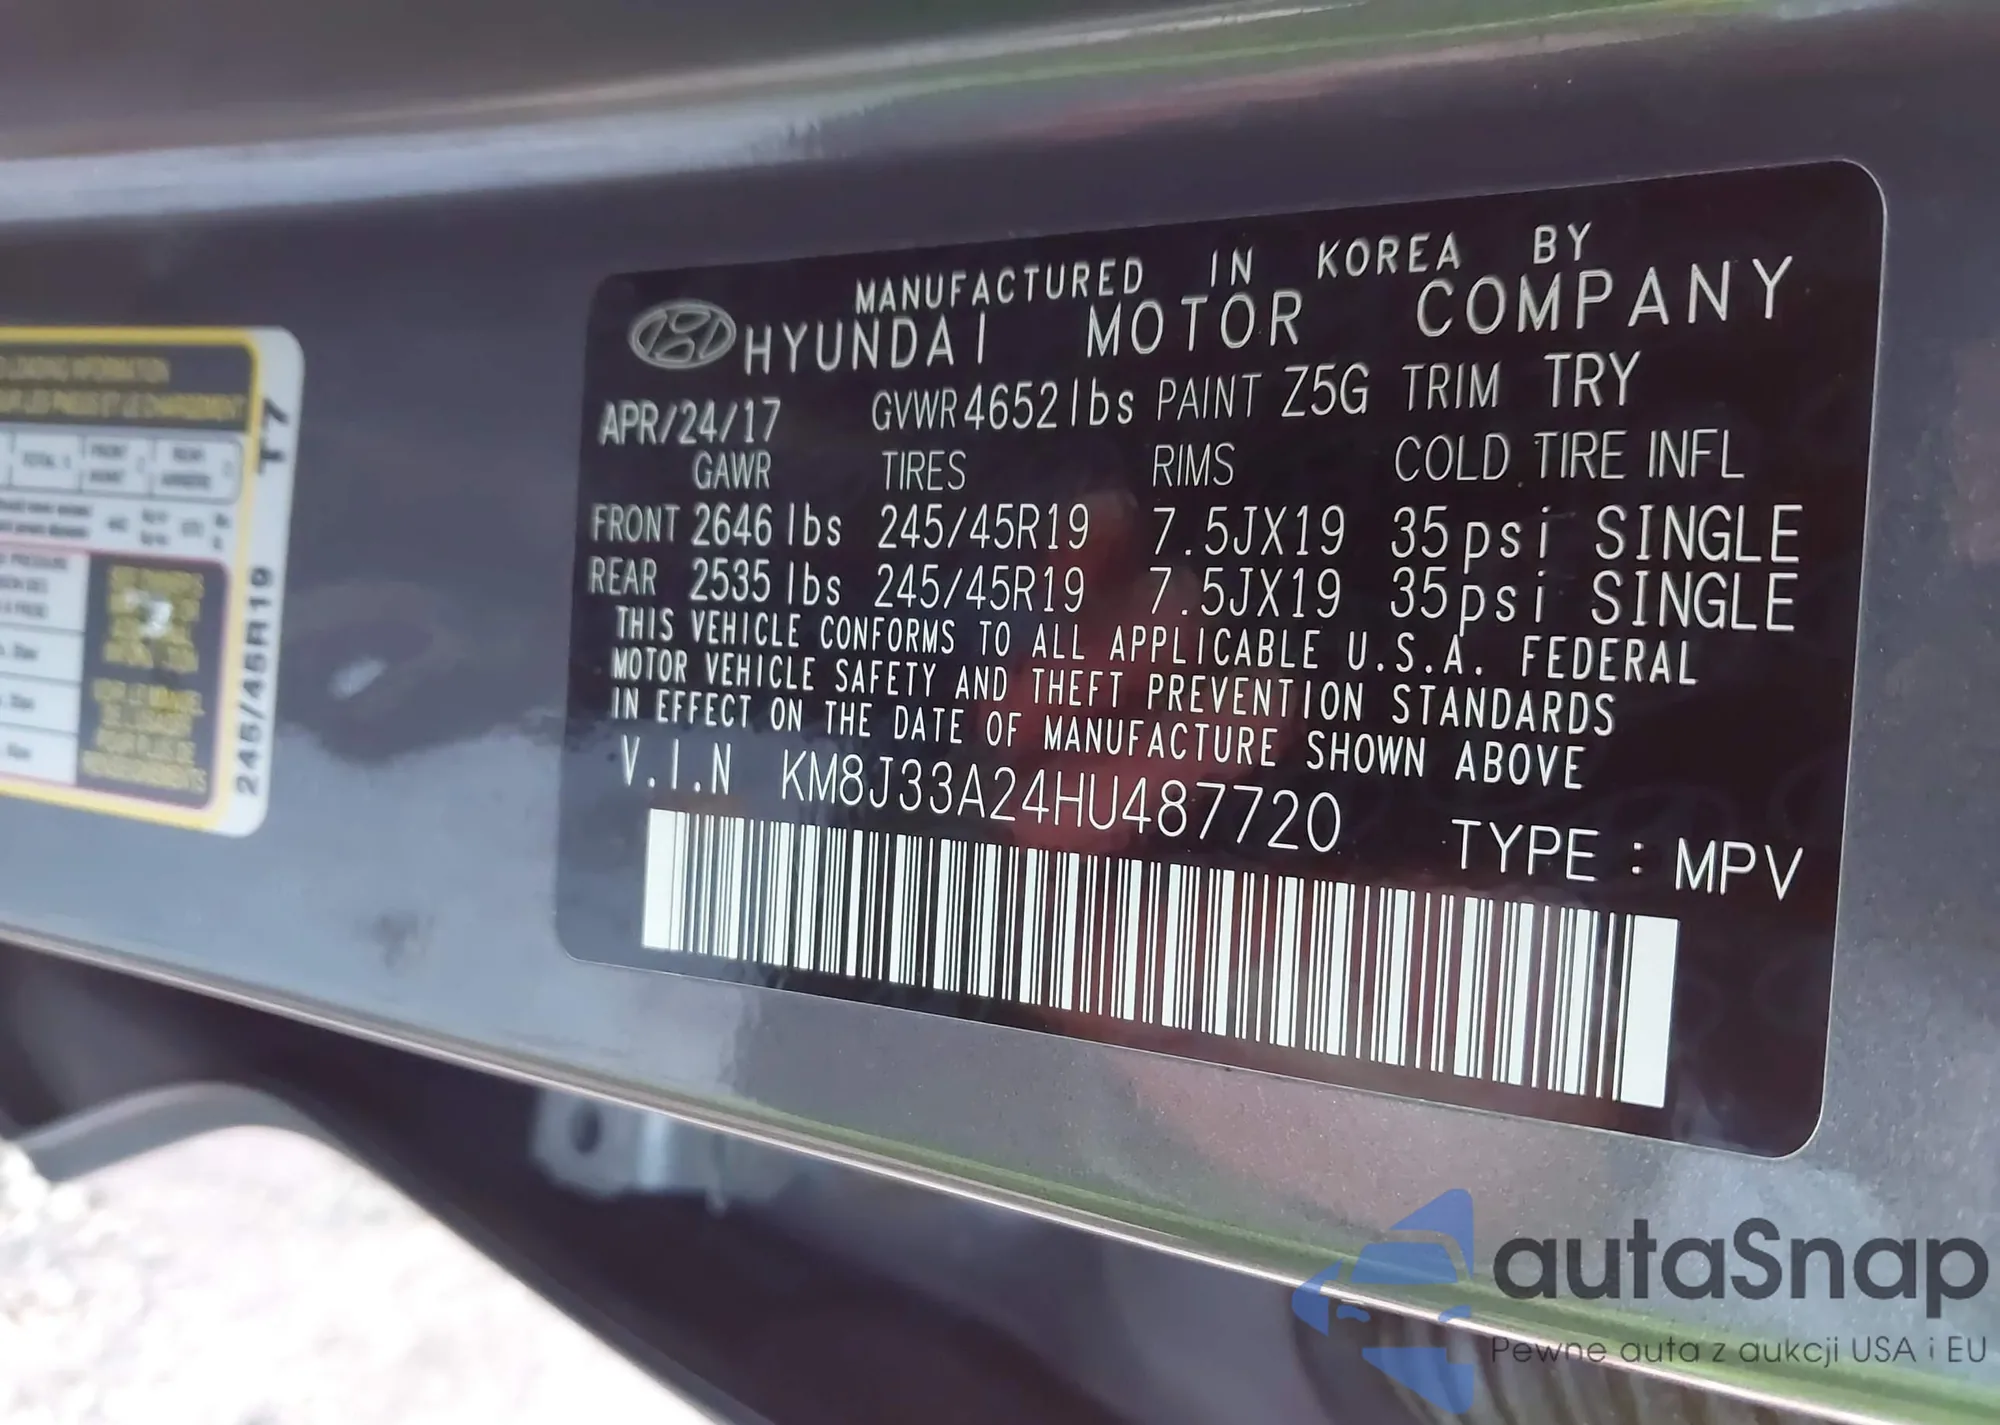 MANUFACTURED IN KOREA BY
HYUNDAI MOTOR COMPANY
APR/24/17 GVWR 4652lbs PAINT Z5G TRIM TRY
GAWR TIRES RIMS COLD TIRE INFL
FRONT 2646 lbs 245/45R19 7.5JX19 35psi SINGLE
REAR 2535 lbs 245/45R19 7.5JX19 35psi SINGLE
THIS VEHICLE CONFORMS TO ALL APPLICABLE U.S.A. FEDERAL
MOTOR VEHICLE SAFETY AND THEFT PREVENTION STANDARDS
IN EFFECT ON THE DATE OF MANUFACTURE SHOWN ABOVE
V.I.N KM8J33A24HU487720 TYPE : MPV
LOADING INFORMATION
245/45R19
autaSnap
Pewne auta z aukcji USA i EU